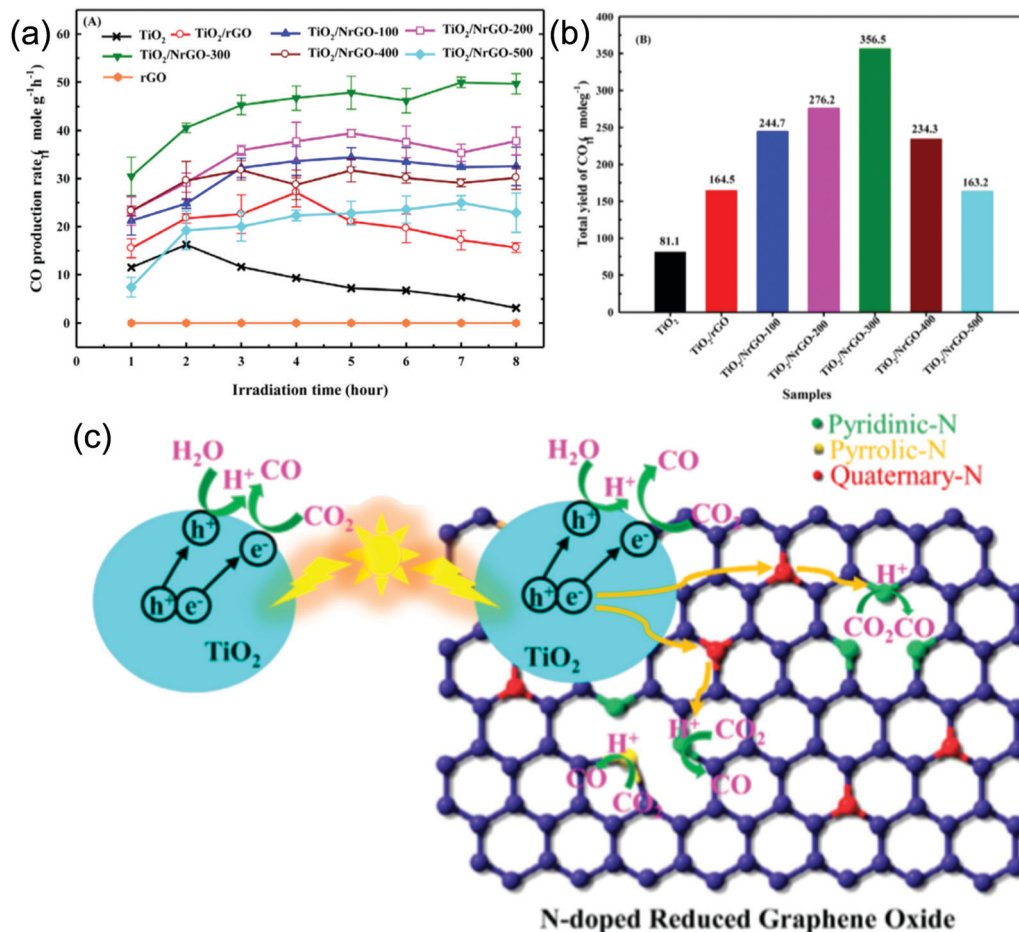 (a)
(A)
TiO2 TiO2/rGO TiO2/NrGO-100 TiO2/NrGO-200
TiO2/NrGO-300 TiO2/NrGO-400 TiO2/NrGO-500
rGO
60
50
40
30
20
10
0
CO production rate, mole g-1h-1)
1 2 3 4 5 6 7 8
Irradiation time (hour)
(b)
(B)
400
350
300
250
200
150
100
50
0
Total yield of CO, moleg-1)
81.1
164.5
244.7
276.2
356.5
234.3
163.2
TiO2
TiO2/rGO
TiO2/NrGO-100
TiO2/NrGO-200
TiO2/NrGO-300
TiO2/NrGO-400
TiO2/NrGO-500
Samples
(c)
Pyridinic-N
Pyrrolic-N
Quaternary-N
H2O
H+
CO
CO2
h+
e-
h+ e-
TiO2
H2O
H+
CO
CO2
h+
e-
h+ e-
TiO2
H+
CO2 CO
H+
CO2
CO
H+
CO
CO2
N-doped Reduced Graphene Oxide